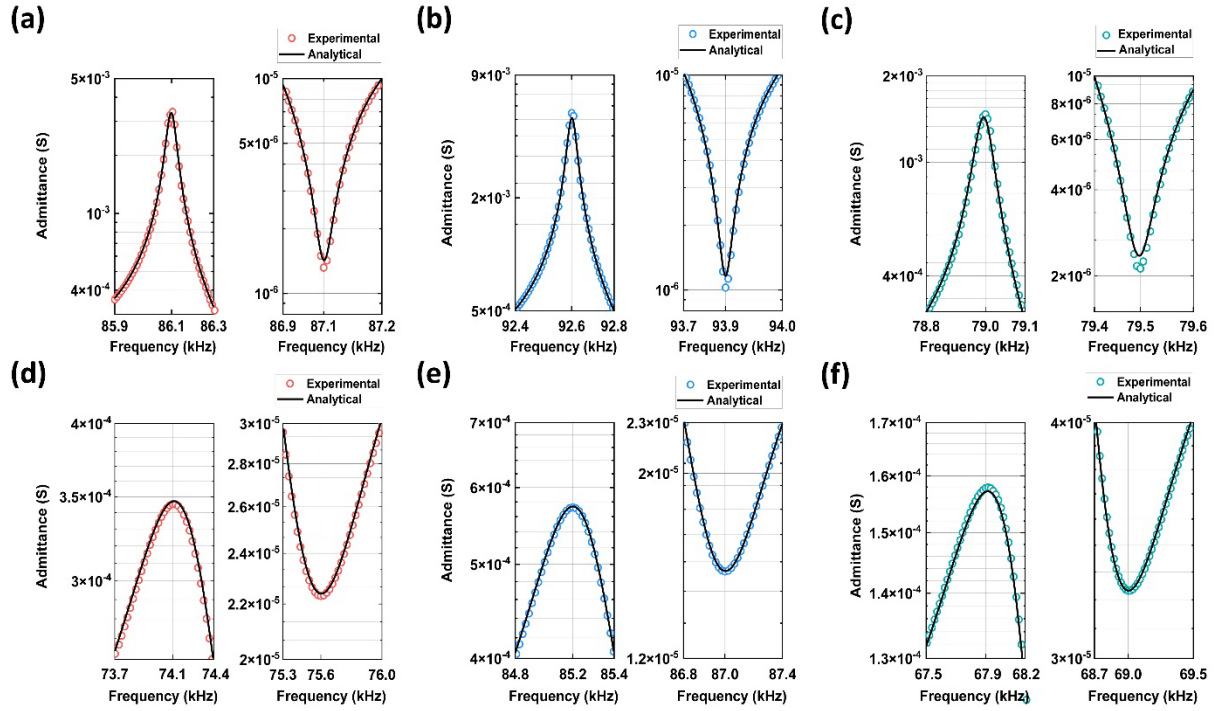 (a)
Experimental
Analytical
Admittance (S)
5×10⁻³
10⁻³
4×10⁻⁴
85.9 86.1 86.3
Frequency (kHz)
10⁻⁵
5×10⁻⁶
10⁻⁶
86.9 87.1 87.2
Frequency (kHz)
(b)
Experimental
Analytical
Admittance (S)
9×10⁻³
2×10⁻³
5×10⁻⁴
92.4 92.6 92.8
Frequency (kHz)
10⁻⁵
10⁻⁶
93.7 93.9 94.0
Frequency (kHz)
(c)
Experimental
Analytical
Admittance (S)
2×10⁻³
10⁻³
4×10⁻⁴
78.8 79.0 79.1
Frequency (kHz)
10⁻⁵
8×10⁻⁶
6×10⁻⁶
4×10⁻⁶
2×10⁻⁶
79.4 79.5 79.6
Frequency (kHz)
(d)
Experimental
Analytical
Admittance (S)
4×10⁻⁴
3.5×10⁻⁴
3×10⁻⁴
73.7 74.1 74.4
Frequency (kHz)
3×10⁻⁵
2.8×10⁻⁵
2.6×10⁻⁵
2.4×10⁻⁵
2.2×10⁻⁵
2×10⁻⁵
75.3 75.6 76.0
Frequency (kHz)
(e)
Experimental
Analytical
Admittance (S)
7×10⁻⁴
6×10⁻⁴
5×10⁻⁴
4×10⁻⁴
84.8 85.2 85.4
Frequency (kHz)
2.3×10⁻⁵
2×10⁻⁵
1.2×10⁻⁵
86.8 87.0 87.4
Frequency (kHz)
(f)
Experimental
Analytical
Admittance (S)
1.7×10⁻⁴
1.6×10⁻⁴
1.5×10⁻⁴
1.4×10⁻⁴
1.3×10⁻⁴
67.5 67.9 68.2
Frequency (kHz)
4×10⁻⁵
3×10⁻⁵
68.7 69.0 69.5
Frequency (kHz)